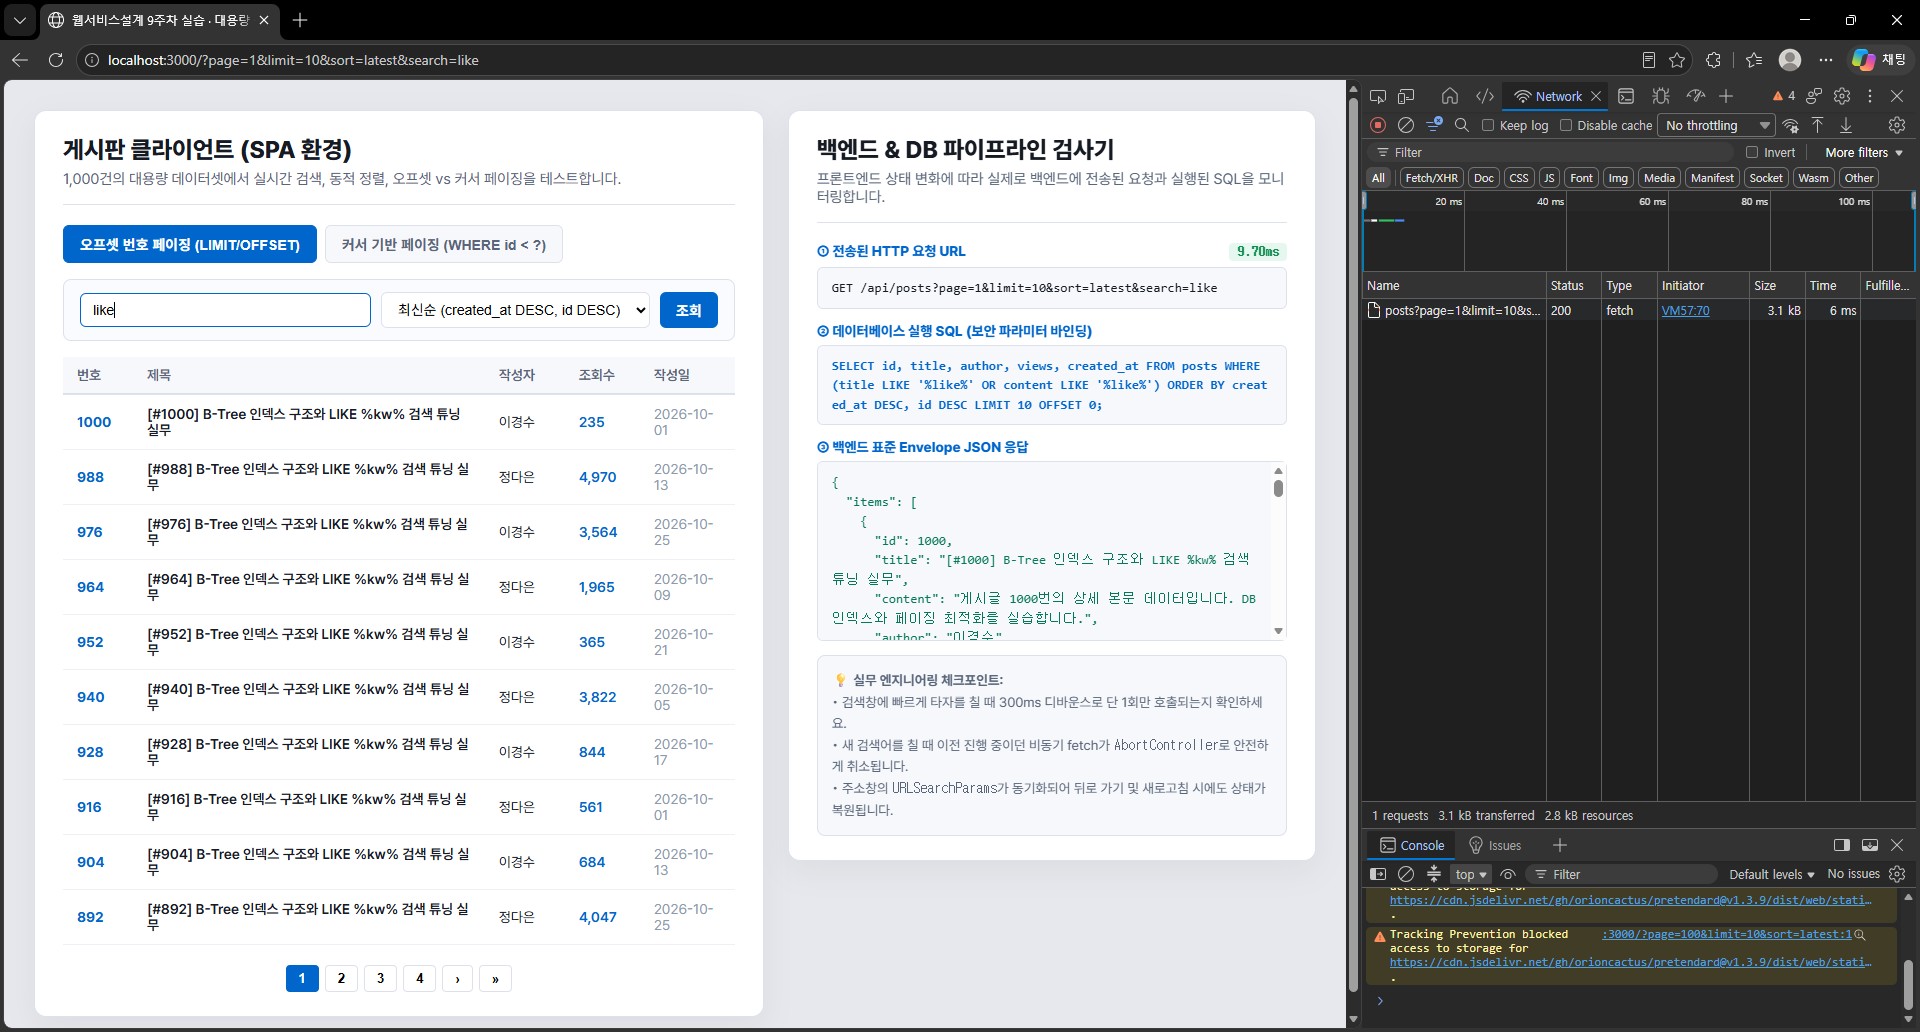 웹서비스설계 9주차 실습 · 대용량
localhost:3000/?page=1&limit=10&sort=latest&search=like
채팅
게시판 클라이언트 (SPA 환경)
1,000건의 대용량 데이터셋에서 실시간 검색, 동적 정렬, 오프셋 vs 커서 페이징을 테스트합니다.
오프셋 번호 페이징 (LIMIT/OFFSET)
커서 기반 페이징 (WHERE id < ?)
like
최신순 (created_at DESC, id DESC)
조회
번호 제목 작성자 조회수 작성일
1000 [#1000] B-Tree 인덱스 구조와 LIKE %kw% 검색 튜닝 이경수 235 2026-10-
실무 01
988 [#988] B-Tree 인덱스 구조와 LIKE %kw% 검색 튜닝 실 정다은 4,970 2026-10-
무 13
976 [#976] B-Tree 인덱스 구조와 LIKE %kw% 검색 튜닝 실 이경수 3,564 2026-10-
무 25
964 [#964] B-Tree 인덱스 구조와 LIKE %kw% 검색 튜닝 실 정다은 1,965 2026-10-
무 09
952 [#952] B-Tree 인덱스 구조와 LIKE %kw% 검색 튜닝 실 이경수 365 2026-10-
무 21
940 [#940] B-Tree 인덱스 구조와 LIKE %kw% 검색 튜닝 실 정다은 3,822 2026-10-
무 05
928 [#928] B-Tree 인덱스 구조와 LIKE %kw% 검색 튜닝 실 이경수 844 2026-10-
무 17
916 [#916] B-Tree 인덱스 구조와 LIKE %kw% 검색 튜닝 실 정다은 561 2026-10-
무 01
904 [#904] B-Tree 인덱스 구조와 LIKE %kw% 검색 튜닝 실 이경수 684 2026-10-
무 13
892 [#892] B-Tree 인덱스 구조와 LIKE %kw% 검색 튜닝 실 정다은 4,047 2026-10-
무 25
1 2 3 4 › »
백엔드 & DB 파이프라인 검사기
프론트엔드 상태 변화에 따라 실제로 백엔드에 전송된 요청과 실행된 SQL을 모니
터링합니다.
① 전송된 HTTP 요청 URL 9.70ms
GET /api/posts?page=1&limit=10&sort=latest&search=like
② 데이터베이스 실행 SQL (보안 파라미터 바인딩)
SELECT id, title, author, views, created_at FROM posts WHERE
(title LIKE '%like%' OR content LIKE '%like%') ORDER BY creat
ed_at DESC, id DESC LIMIT 10 OFFSET 0;
③ 백엔드 표준 Envelope JSON 응답
{
"items": [
{
"id": 1000,
"title": "[#1000] B-Tree 인덱스 구조와 LIKE %kw% 검색
튜닝 실무",
"content": "게시글 1000번의 상세 본문 데이터입니다. DB
인덱스와 페이징 최적화를 실습합니다.",
"author": "이경수"
💡 실무 엔지니어링 체크포인트:
• 검색창에 빠르게 타자를 칠 때 300ms 디바운스로 단 1회만 호출되는지 확인하세
요.
• 새 검색어를 칠 때 이전 진행 중이던 비동기 fetch가 AbortController로 안전하
게 취소됩니다.
• 주소창의 URLSearchParams가 동기화되어 뒤로 가기 및 새로고침 시에도 상태가
복원됩니다.
Network 4
Keep log Disable cache No throttling
Filter Invert More filters
All Fetch/XHR Doc CSS JS Font Img Media Manifest Socket Wasm Other
20 ms 40 ms 60 ms 80 ms 100 ms
Name Status Type Initiator Size Time Fulfille...
posts?page=1&limit=10&s... 200 fetch VM57:70 3.1 kB 6 ms
1 requests 3.1 kB transferred 2.8 kB resources
Console Issues
top Filter Default levels No issues
access to storage for
https://cdn.jsdelivr.net/gh/orioncactus/pretendard@v1.3.9/dist/web/stati…
.
Tracking Prevention blocked :3000/?page=100&limit=10&sort=latest:1
access to storage for
https://cdn.jsdelivr.net/gh/orioncactus/pretendard@v1.3.9/dist/web/stati…
.